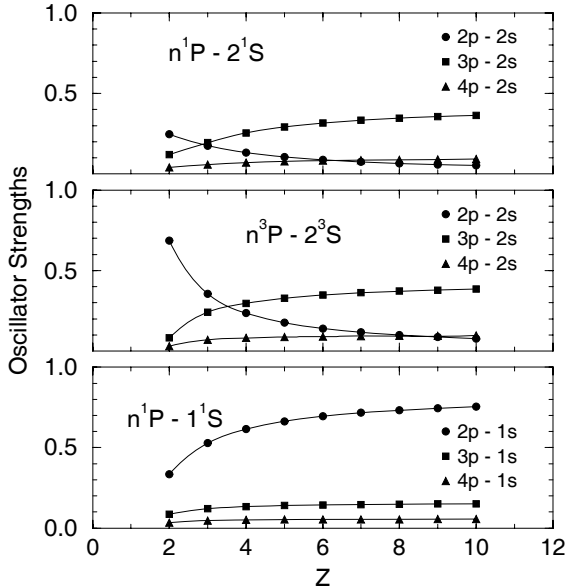 1.0
n¹P - 2¹S
2p - 2s
3p - 2s
4p - 2s
0.5
1.0
n³P - 2³S
2p - 2s
3p - 2s
4p - 2s
0.5
1.0
n¹P - 1¹S
2p - 1s
3p - 1s
4p - 1s
0.5
0.0
0 2 4 6 8 10 12
Z
Oscillator Strengths